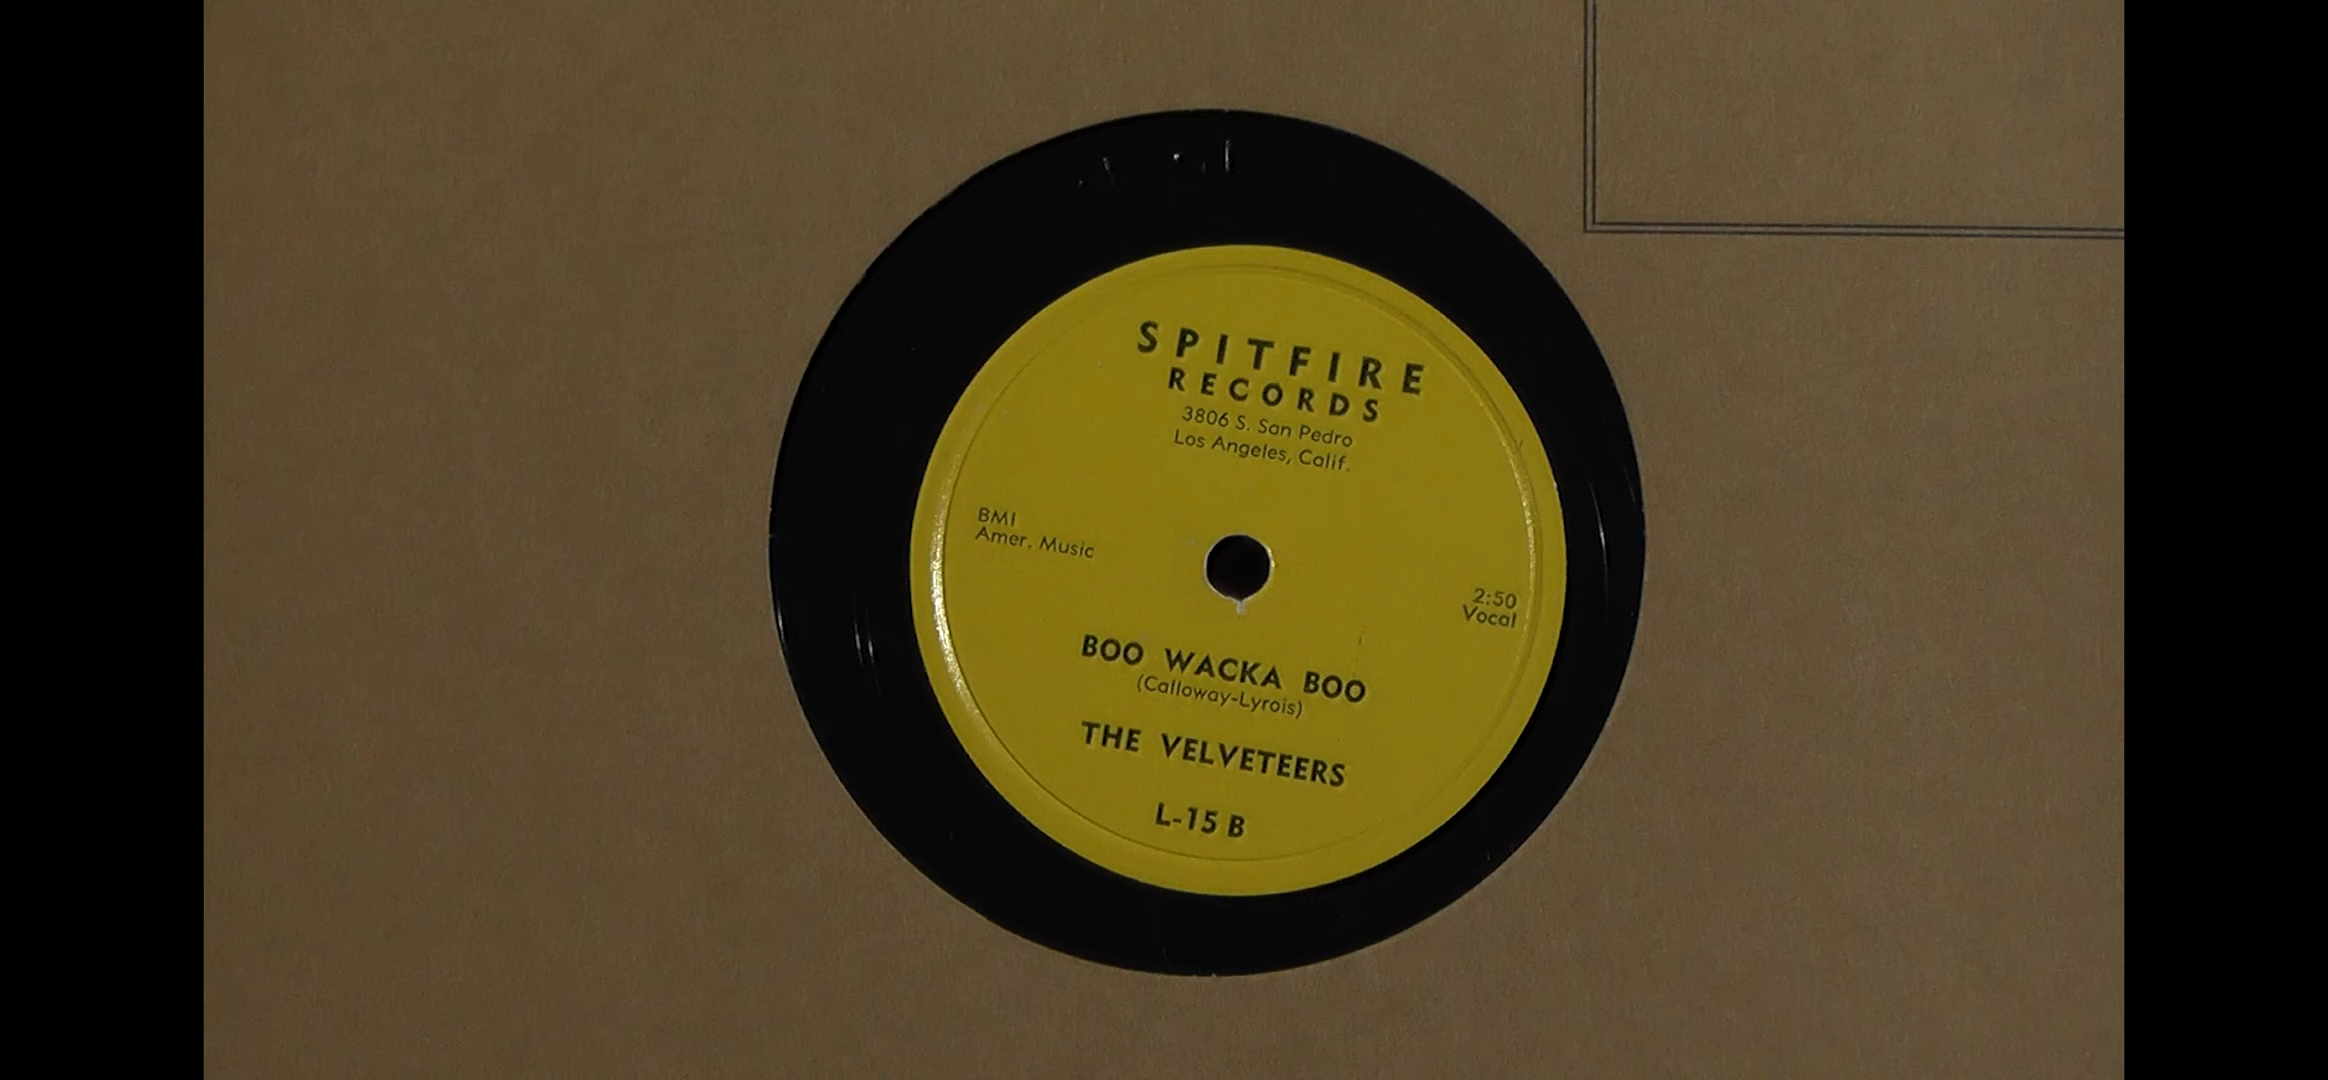 SPITFIRE
RECORDS
3806 S. San Pedro
Los Angeles, Calif.
BMI
Amer. Music
2:50
Vocal
BOO WACKA BOO
(Calloway-Lyrois)
THE VELVETEERS
L-15 B